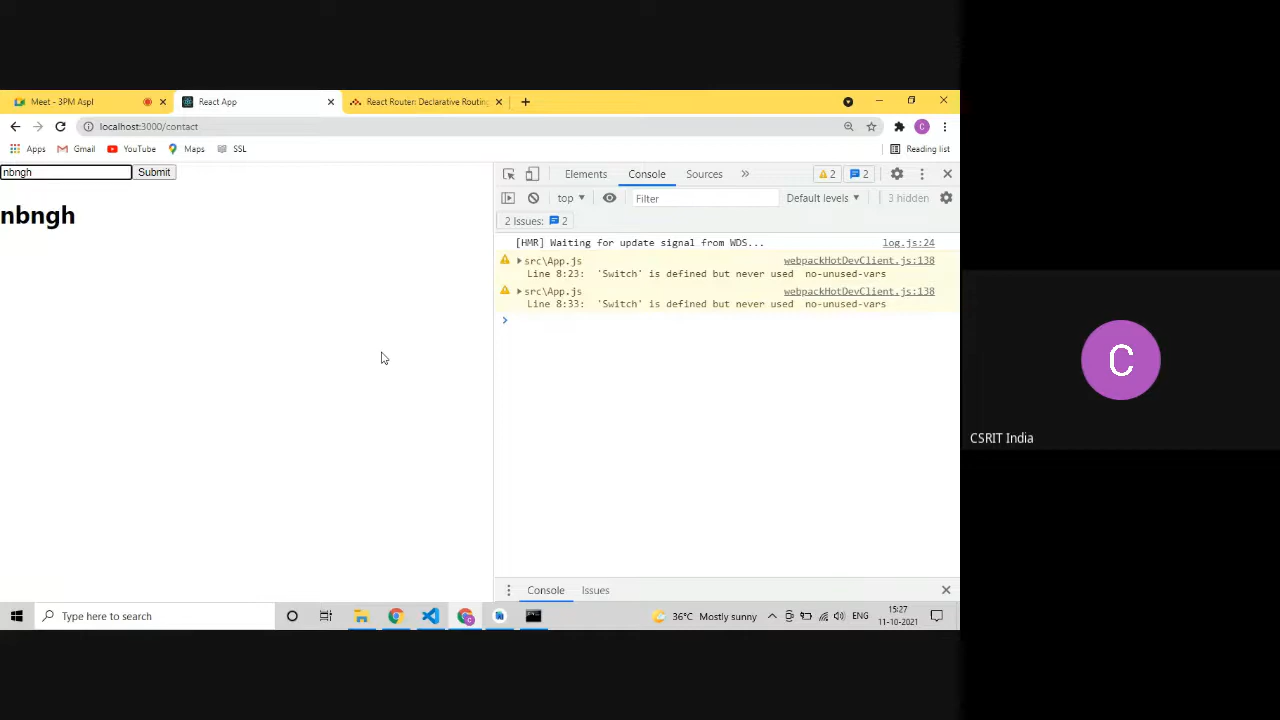 Meet - 3PM Aspl
React App
React Router: Declarative Routing
localhost:3000/contact
Apps
Gmail
YouTube
Maps
SSL
Reading list
nbngh
Submit
nbngh
Elements
Console
Sources
2
2
top
Filter
Default levels
3 hidden
2 Issues:
2
[HMR] Waiting for update signal from WDS...
log.js:24
src\App.js
webpackHotDevClient.js:138
Line 8:23: 'Switch' is defined but never used no-unused-vars
src\App.js
webpackHotDevClient.js:138
Line 8:33: 'Switch' is defined but never used no-unused-vars
C
CSRIT India
Console
Issues
Type here to search
36°C Mostly sunny
ENG
15:27
11-10-2021